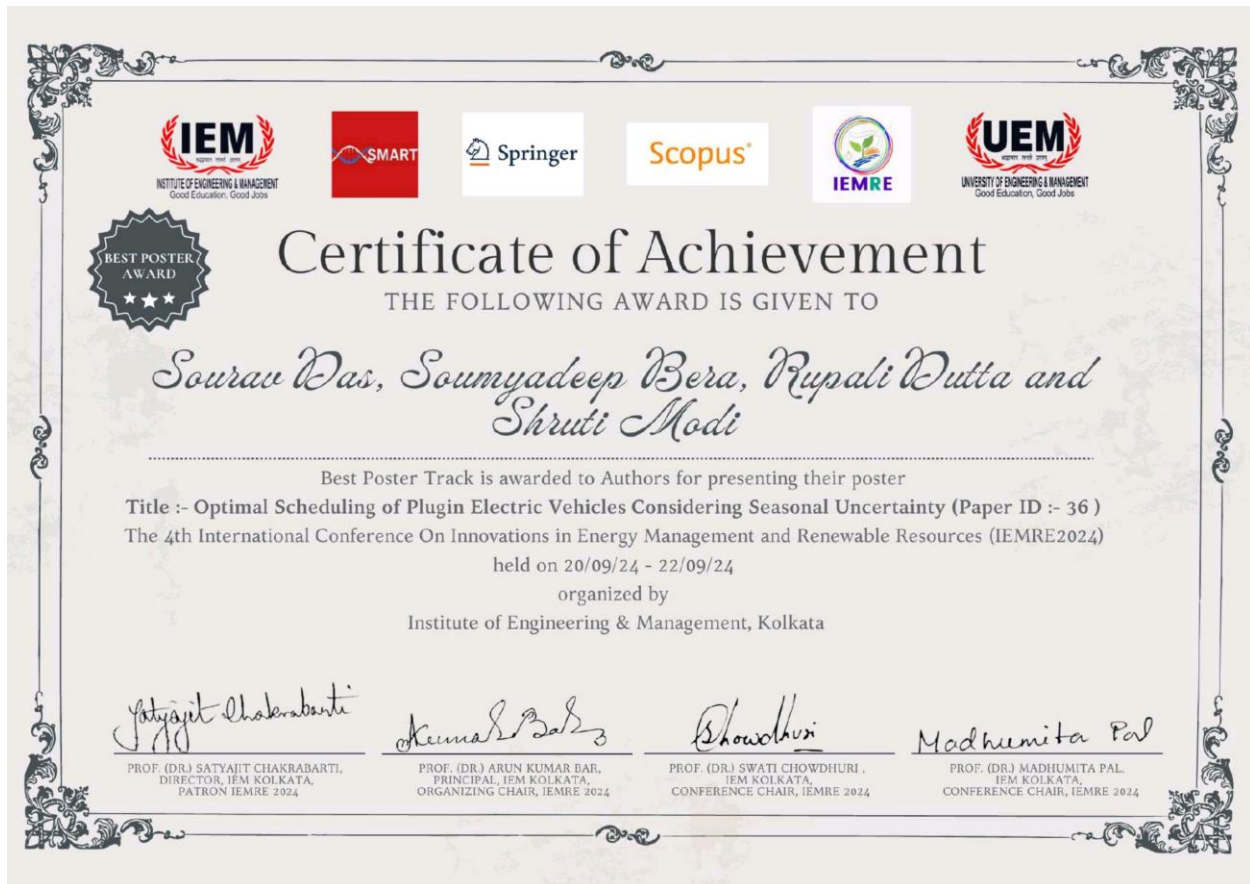 IEM
INSTITUTE OF ENGINEERING & MANAGEMENT
Good Education, Good Jobs
SMART
Springer
Scopus®
IEMRE
UEM
UNIVERSITY OF ENGINEERING & MANAGEMENT
Good Education, Good Jobs
BEST POSTER
AWARD
Certificate of Achievement
THE FOLLOWING AWARD IS GIVEN TO
Sourav Das, Soumyadeep Bera, Rupali Dutta and
Shruti Modi
Best Poster Track is awarded to Authors for presenting their poster
Title :- Optimal Scheduling of Plugin Electric Vehicles Considering Seasonal Uncertainty (Paper ID :- 36 )
The 4th International Conference On Innovations in Energy Management and Renewable Resources (IEMRE2024)
held on 20/09/24 - 22/09/24
organized by
Institute of Engineering & Management, Kolkata
Satyajit Chakrabarti
Chowdhuri
Madhumita Pal
PROF. (DR.) SATYAJIT CHAKRABARTI,
DIRECTOR, IEM KOLKATA,
PATRON IEMRE 2024
PROF. (DR.) ARUN KUMAR BAR,
PRINCIPAL, IEM KOLKATA,
ORGANIZING CHAIR, IEMRE 2024
PROF. (DR.) SWATI CHOWDHURI ,
IEM KOLKATA,
CONFERENCE CHAIR, IEMRE 2024
PROF. (DR.) MADHUMITA PAL,
IEM KOLKATA,
CONFERENCE CHAIR, IEMRE 2024